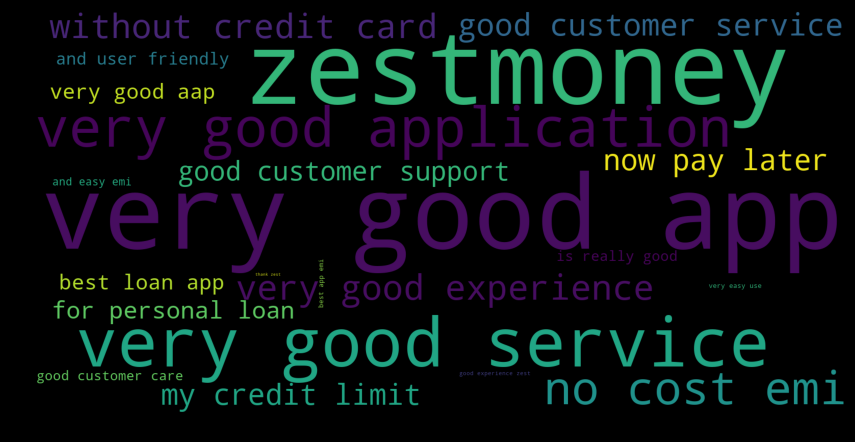 without credit card
good customer service
and user friendly
zestmoney
very good aap
very good application
now pay later
good customer support
and easy emi
very good app
is really good
best emi app
thank zest
best loan app
very good experience
very easy use
for personal loan
very good service
good customer care
good experience zest
my credit limit
no cost emi